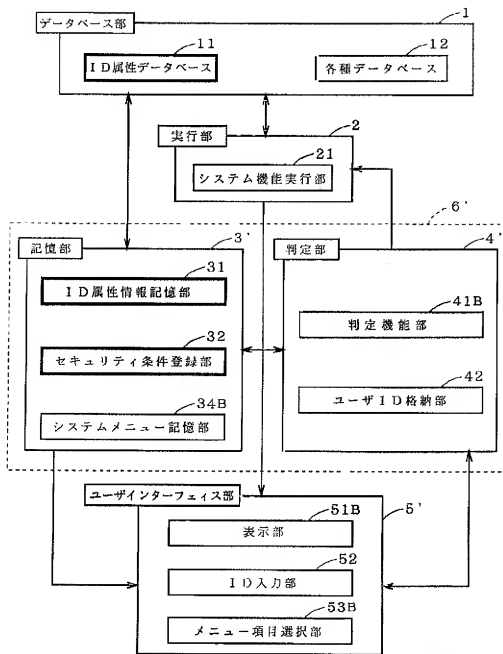 データベース部
1
11
12
ID属性データベース
各種データベース
実行部
2
21
システム機能実行部
6'
記憶部
3'
判定部
4'
31
ID属性情報記憶部
41B
判定機能部
32
セキュリティ条件登録部
42
ユーザID格納部
34B
システムメニュー記憶部
ユーザインターフェイス部
51B
5'
表示部
52
ID入力部
53B
メニュー項目選択部